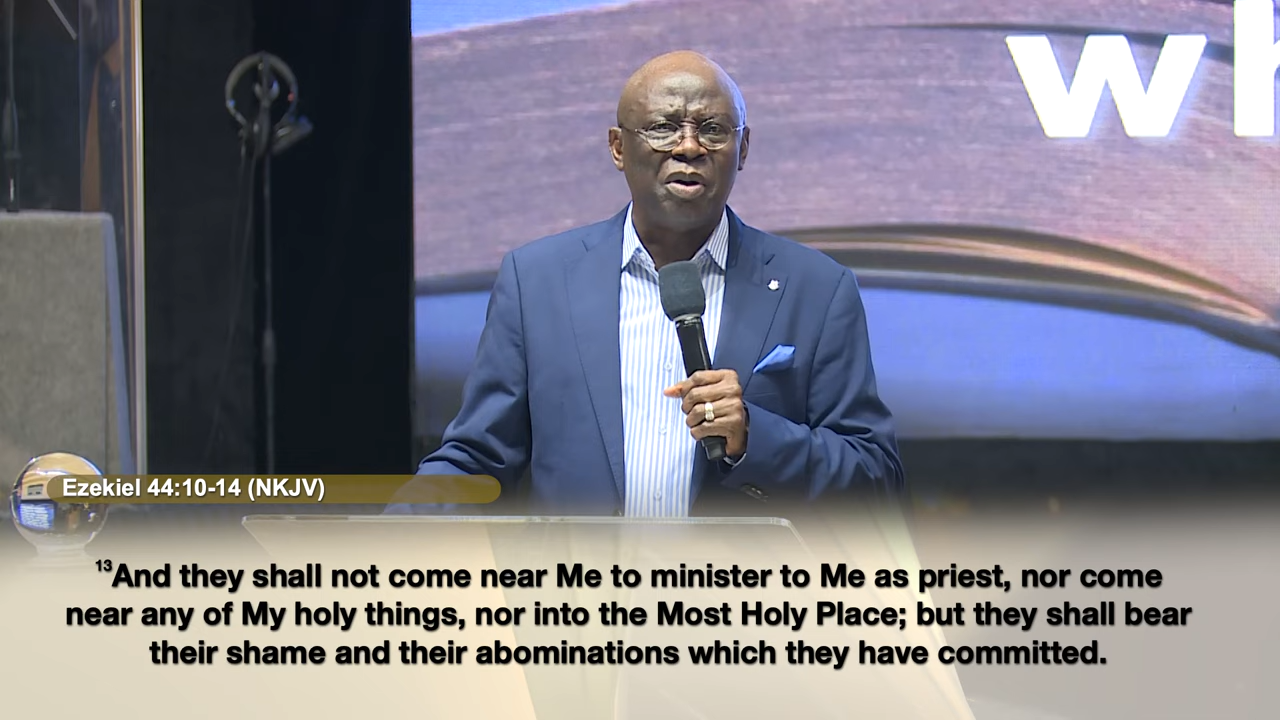 wh
Ezekiel 44:10-14 (NKJV)
13And they shall not come near Me to minister to Me as priest, nor come
near any of My holy things, nor into the Most Holy Place; but they shall bear
their shame and their abominations which they have committed.